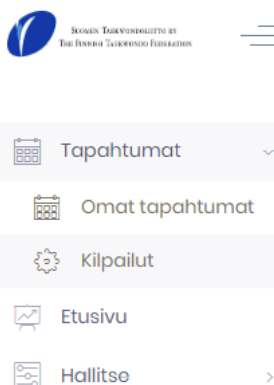 Suomen Taekwondoliitto ry
The Finnish Taekwondo Federation
Tapahtumat
Omat tapahtumat
Kilpailut
Etusivu
Hallitse